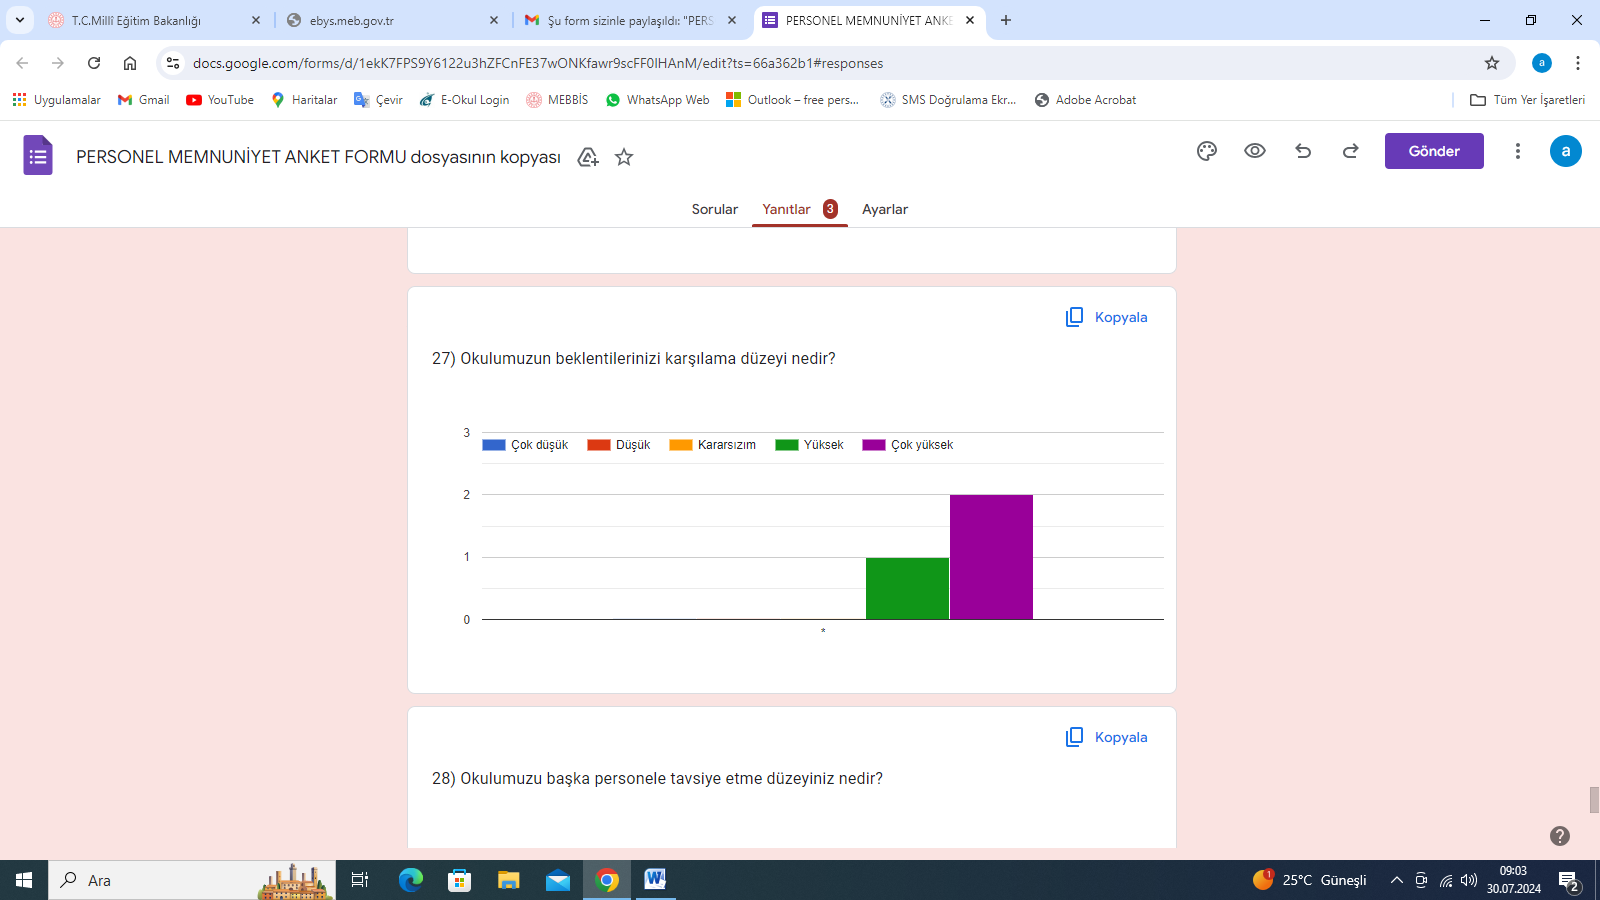 T.C.Millî Eğitim Bakanlığı
ebys.meb.gov.tr
Şu form sizinle paylaşıldı: "PERS
PERSONEL MEMNUNİYET ANKE
docs.google.com/forms/d/1ekK7FPS9Y6122u3hZFCnFE37wONKfawr9scFF0IHAnM/edit?ts=66a362b1#responses
a
Uygulamalar Gmail YouTube Haritalar Çevir E-Okul Login MEBBİS WhatsApp Web Outlook – free pers... SMS Doğrulama Ekr... Adobe Acrobat Tüm Yer İşaretleri
PERSONEL MEMNUNİYET ANKET FORMU dosyasının kopyası
Gönder
a
Sorular Yanıtlar 3 Ayarlar
Kopyala
27) Okulumuzun beklentilerinizi karşılama düzeyi nedir?
3
Çok düşük Düşük Kararsızım Yüksek Çok yüksek
2
1
0
*
Kopyala
28) Okulumuzu başka personele tavsiye etme düzeyiniz nedir?
Ara
1
25°C Güneşli
09:03
30.07.2024
2